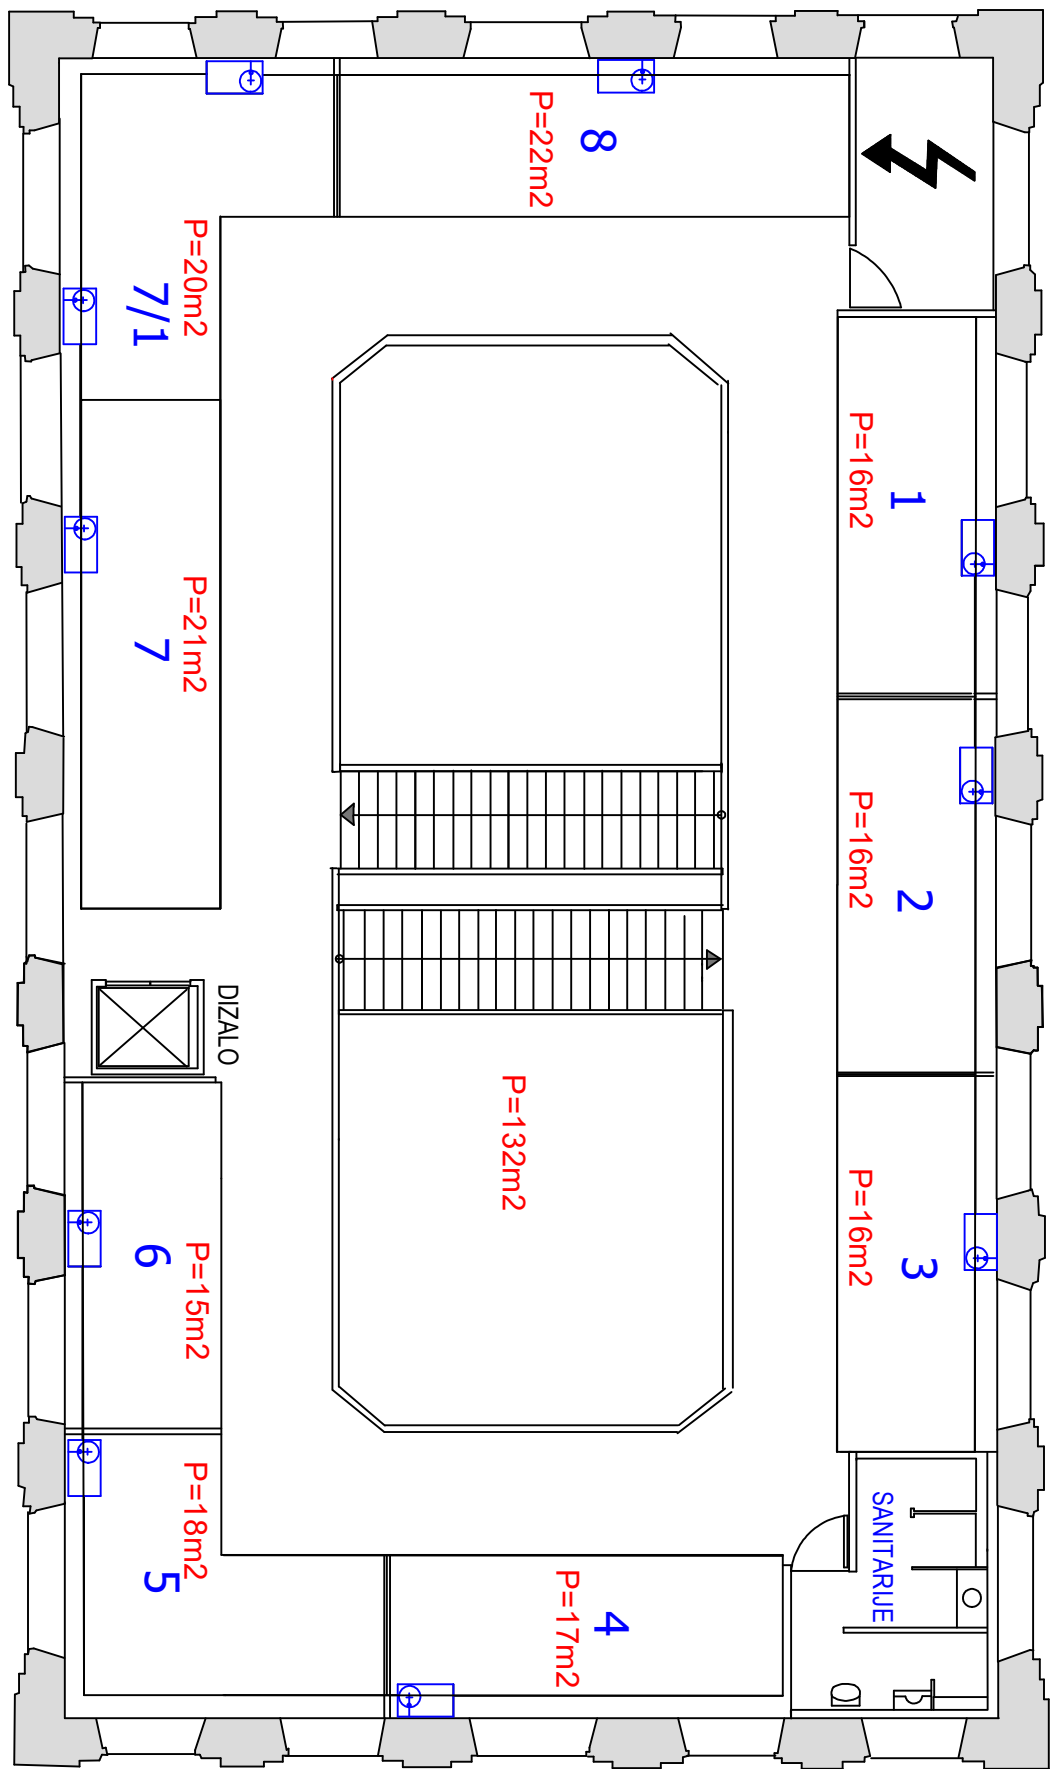 P=22m2
8
P=20m2
7/1
P=16m2
1
P=21m2
7
P=16m2
2
DIZALO
P=132m2
P=16m2
3
P=15m2
6
P=18m2
5
SANITARIJE
P=17m2
4